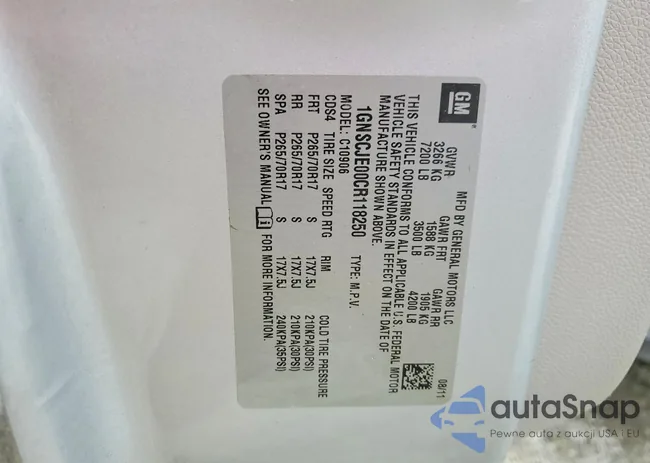 GM
MFD BY GENERAL MOTORS LLC
08/11
GVWR GAWR FRT GAWR RR
3266 KG 1588 KG 1905 KG
7200 LB 3500 LB 4200 LB
THIS VEHICLE CONFORMS TO ALL APPLICABLE U.S. FEDERAL MOTOR
VEHICLE SAFETY STANDARDS IN EFFECT ON THE DATE OF
MANUFACTURE SHOWN ABOVE.
1GNSCJE00CR118250 TYPE: M.P.V.
MODEL: C10906
CDS4 TIRE SIZE SPEED RTG RIM COLD TIRE PRESSURE
FRT P265/70R17 S 17X7.5J 210KPA(30PSI)
RR P265/70R17 S 17X7.5J 210KPA(30PSI)
SPA P265/70R17 S 17X7.5J 240KPA(35PSI)
SEE OWNER'S MANUAL FOR MORE INFORMATION.
autaSnap
Pewne auta z aukcji USA i EU